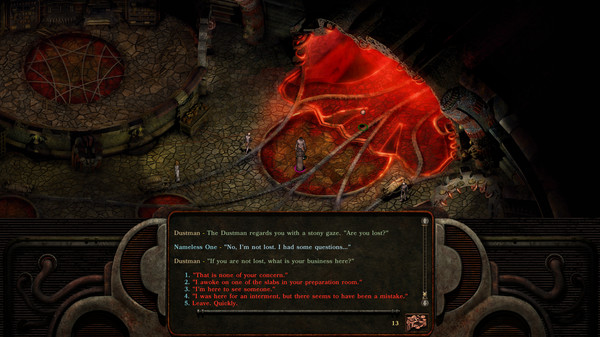 Dustman - The Dustman regards you with a stony gaze. "Are you lost?"
Nameless One - "No, I'm not lost. I had some questions..."
Dustman - "If you are not lost, what is your business here?"
1. "That is none of your concern."
2. "I awoke on one of the slabs in your preparation room."
3. "I'm here to see someone."
4. "I was here for an interment, but there seems to have been a mistake."
5. Leave. Quickly.
13